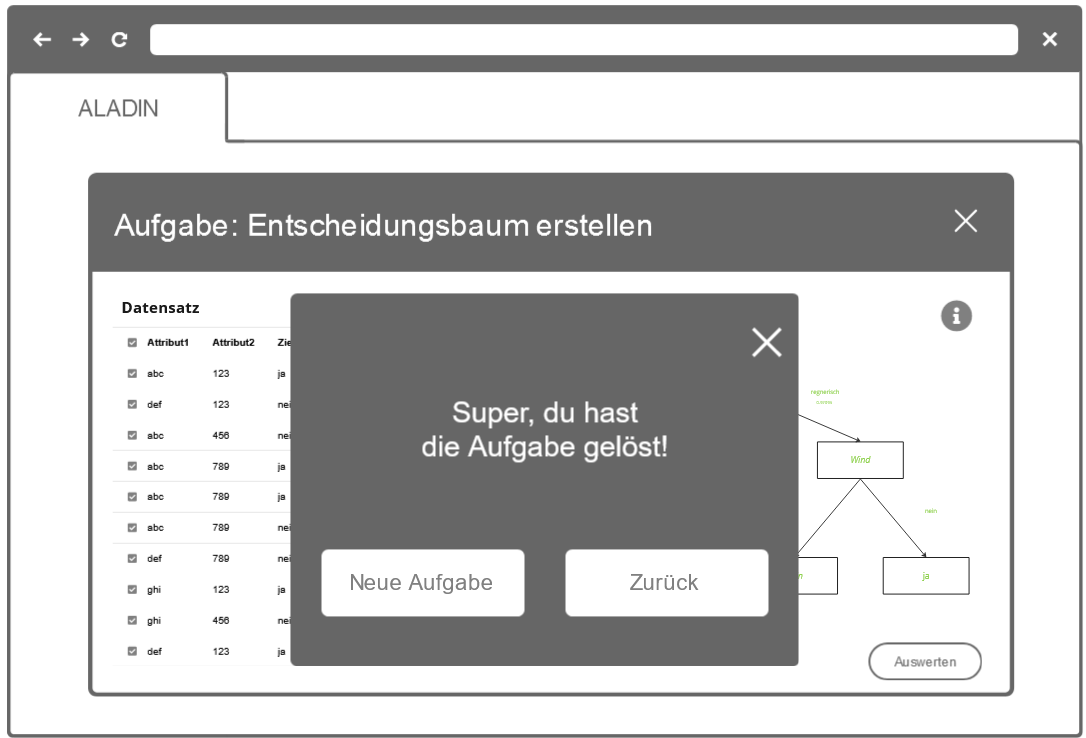 ALADIN
Aufgabe: Entscheidungsbaum erstellen
Datensatz
Attribut1 Attribut2 Zie
abc 123 ja
def 123 nei
abc 456 nei
abc 789 ja
abc 789 ja
abc 789 nei
def 789 nei
ghi 123 ja
ghi 456 nei
def 123 ja
Super, du hast
die Aufgabe gelöst!
Neue Aufgabe Zurück
regnerisch
Wind
nein
n ja
Auswerten